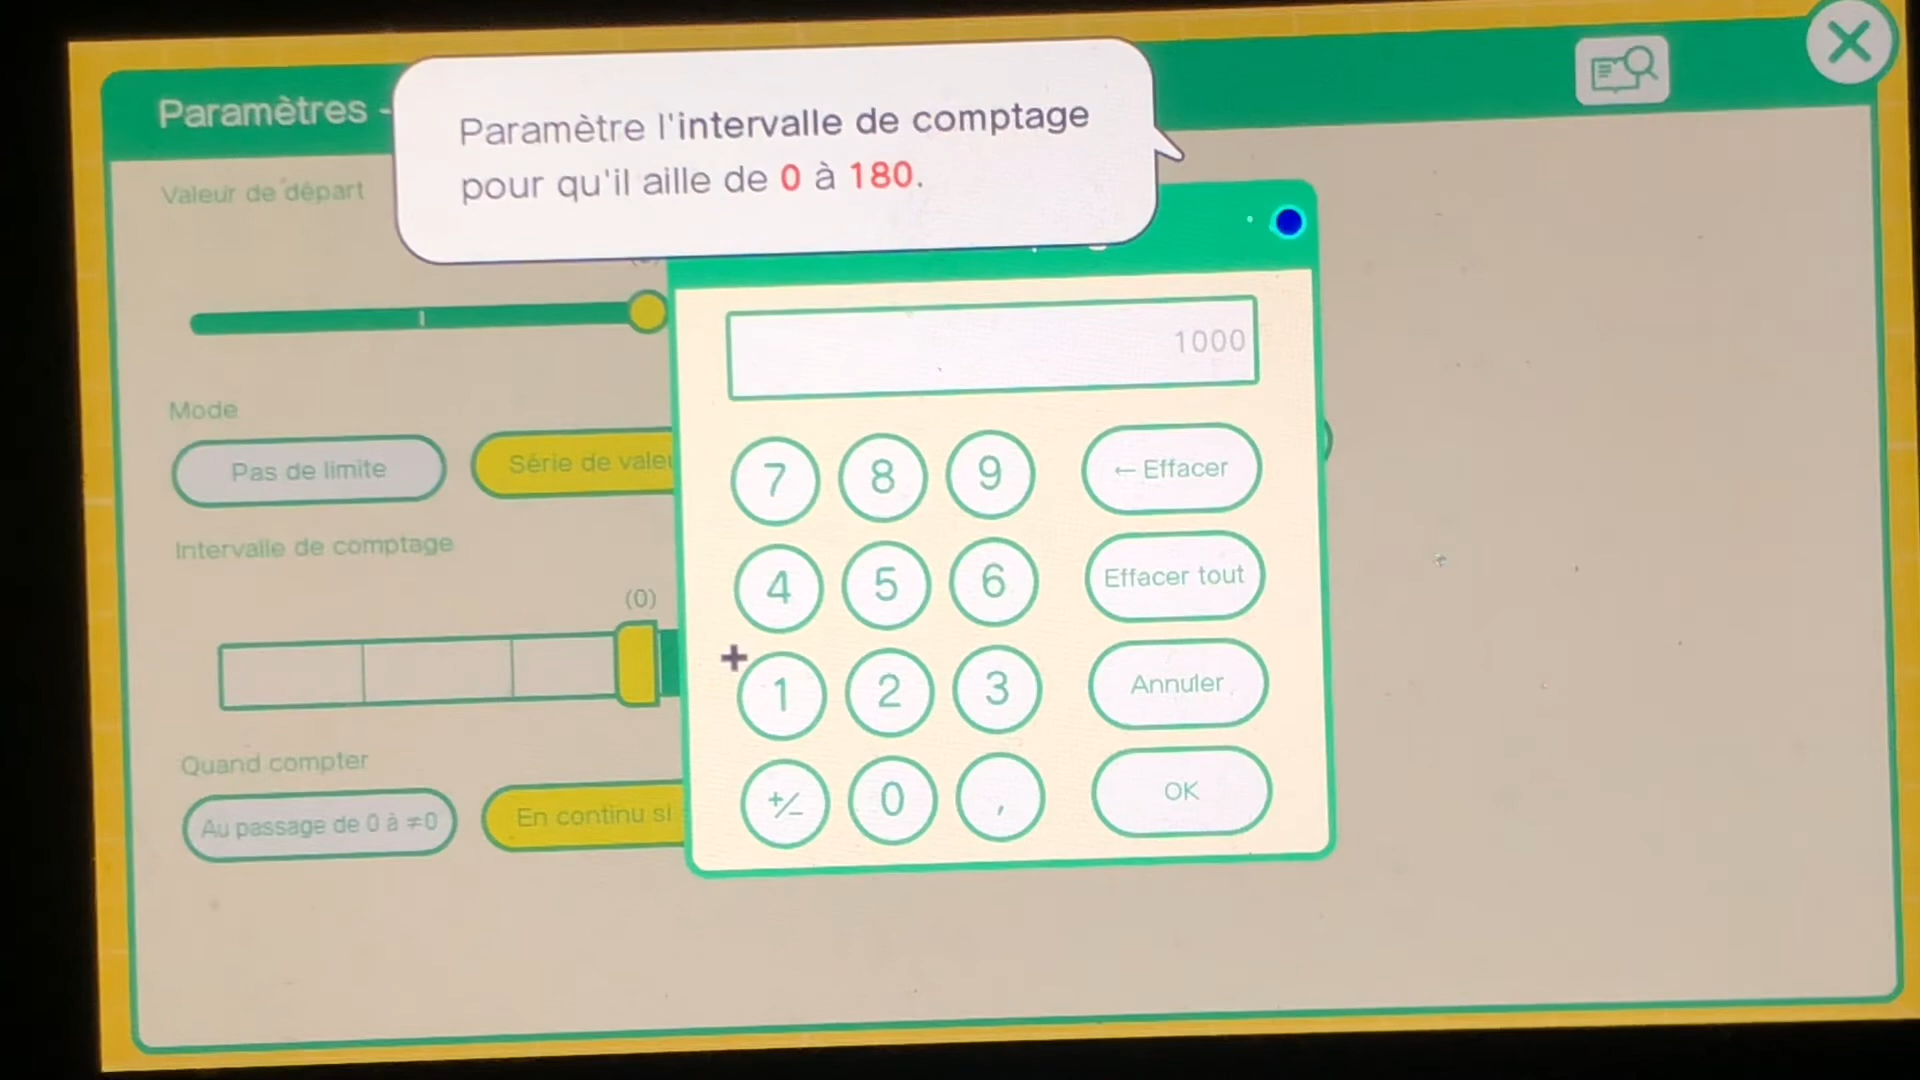 Paramètres -
Paramètre l'intervalle de comptage
pour qu'il aille de 0 à 180.
Valeur de départ
1000
Mode
Pas de limite
Série de valeu
7 8 9 ← Effacer
Intervalle de comptage
4 5 6 Effacer tout
(0)
1 2 3 Annuler
Quand compter
Au passage de 0 à ≠0
En continu si
+/− 0 , OK